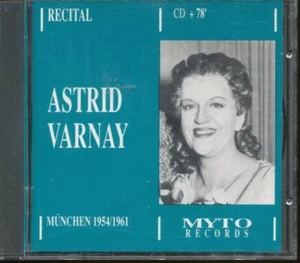 RECITAL
CD + 78'
ASTRID
VARNAY
MÜNCHEN 1954/1961
MYTO
RECORDS